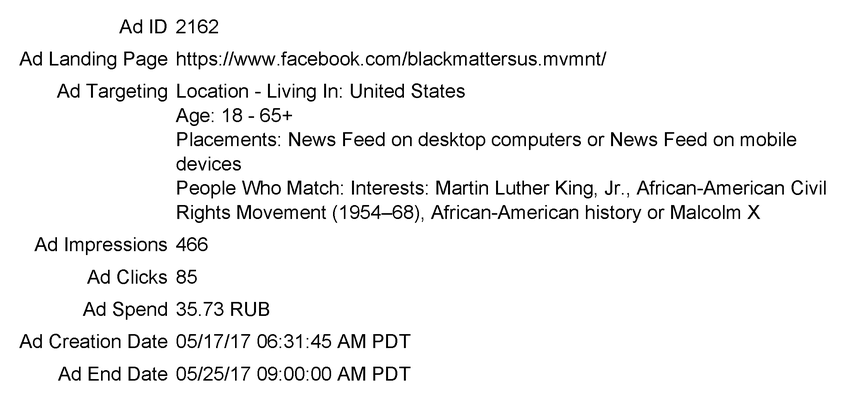 Ad ID 2162
Ad Landing Page https://www.facebook.com/blackmattersus.mvmnt/
Ad Targeting Location - Living In: United States
Age: 18 - 65+
Placements: News Feed on desktop computers or News Feed on mobile
devices
People Who Match: Interests: Martin Luther King, Jr., African-American Civil
Rights Movement (1954–68), African-American history or Malcolm X
Ad Impressions 466
Ad Clicks 85
Ad Spend 35.73 RUB
Ad Creation Date 05/17/17 06:31:45 AM PDT
Ad End Date 05/25/17 09:00:00 AM PDT